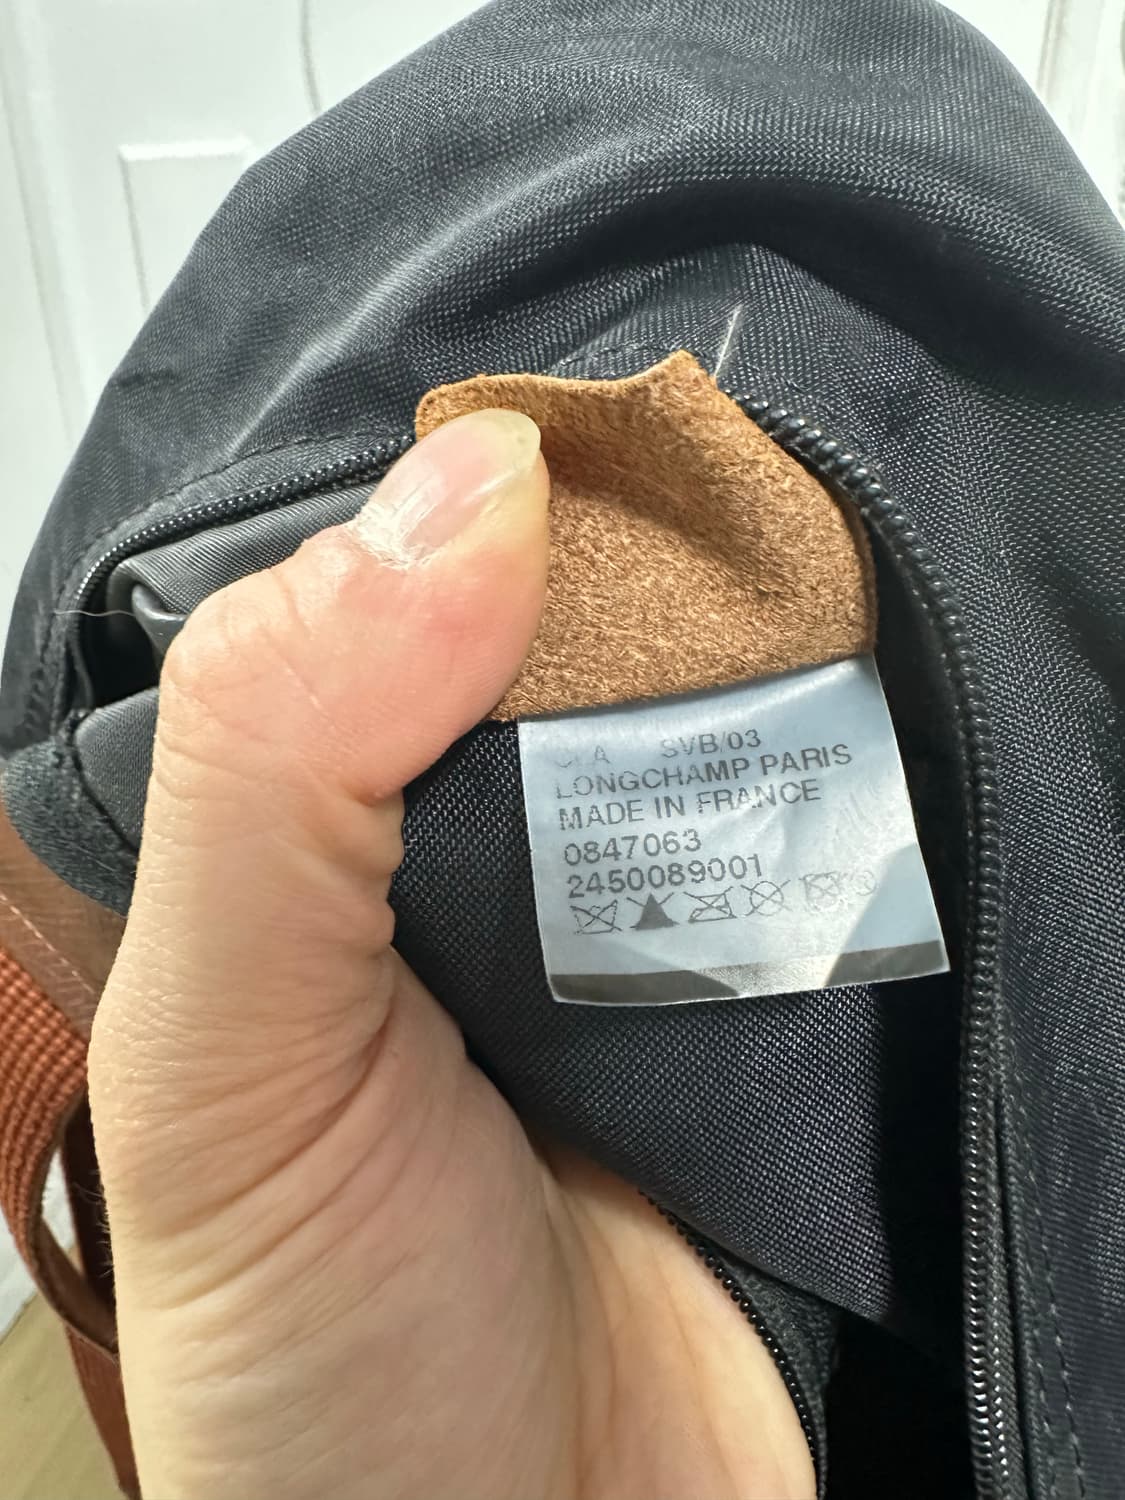 SVB/03
LONGCHAMP PARIS
MADE IN FRANCE
0847063
2450089001